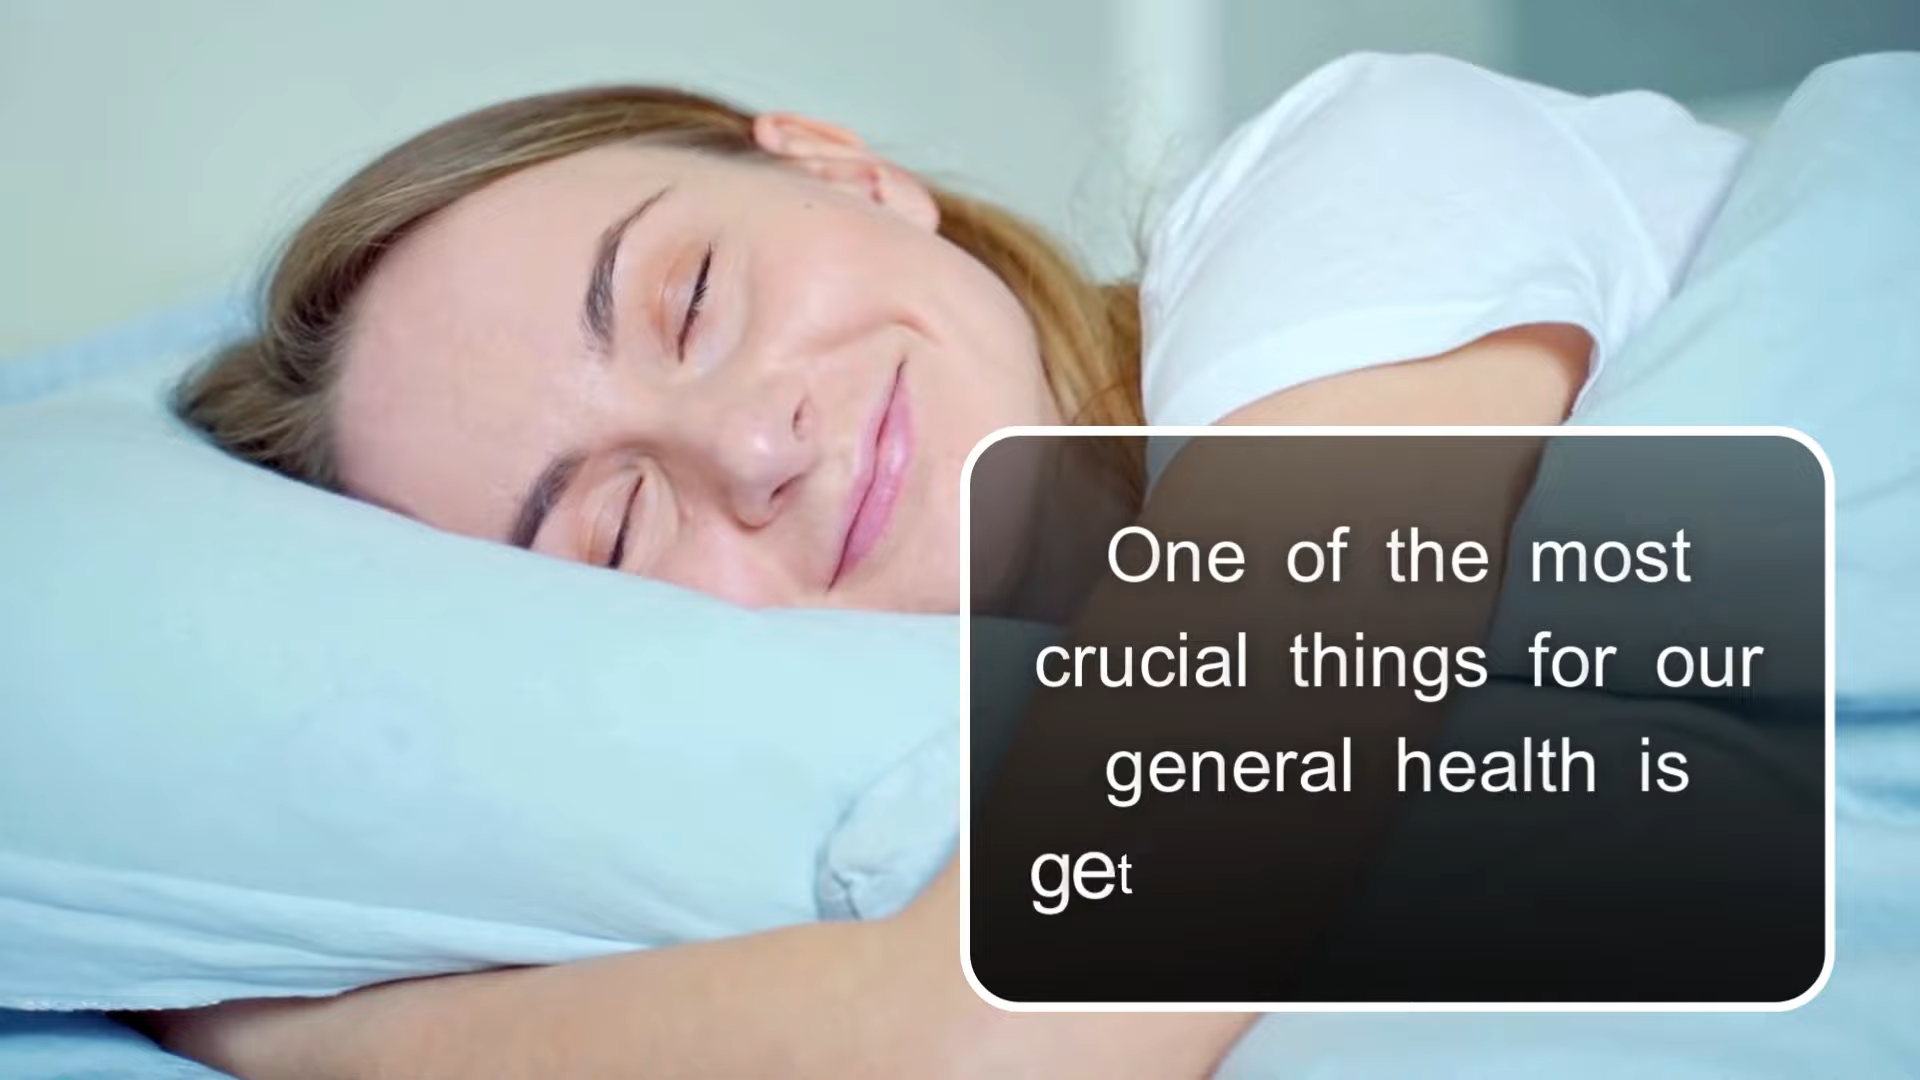 One of the most
crucial things for our
general health is
get